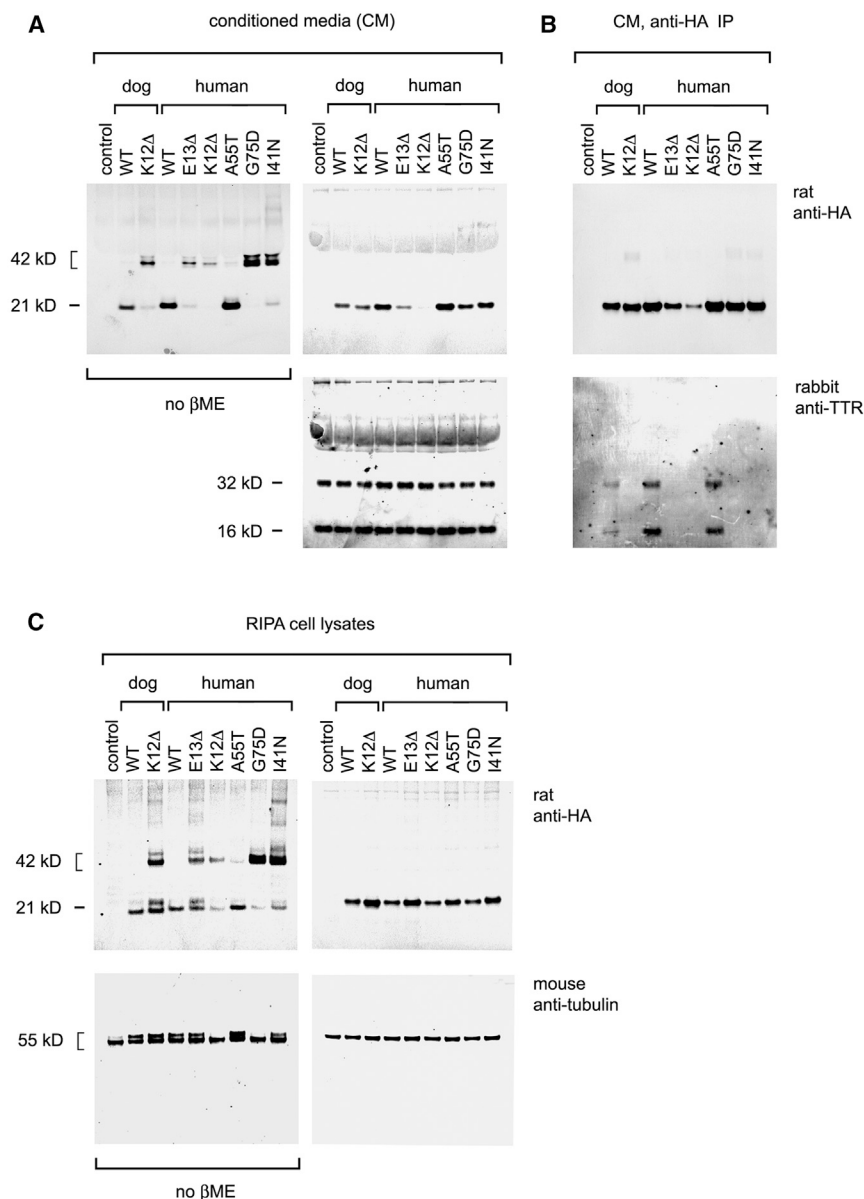 A
conditioned media (CM)
dog human
control WT K12Δ WT E13Δ K12Δ A55T G75D I41N
dog human
control WT K12Δ WT E13Δ K12Δ A55T G75D I41N
42 kD
21 kD
no βME
32 kD
16 kD
B
CM, anti-HA IP
dog human
control WT K12Δ WT E13Δ K12Δ A55T G75D I41N
rat
anti-HA
rabbit
anti-TTR
C
RIPA cell lysates
dog human
control WT K12Δ WT E13Δ K12Δ A55T G75D I41N
dog human
control WT K12Δ WT E13Δ K12Δ A55T G75D I41N
42 kD
21 kD
rat
anti-HA
55 kD
mouse
anti-tubulin
no βME